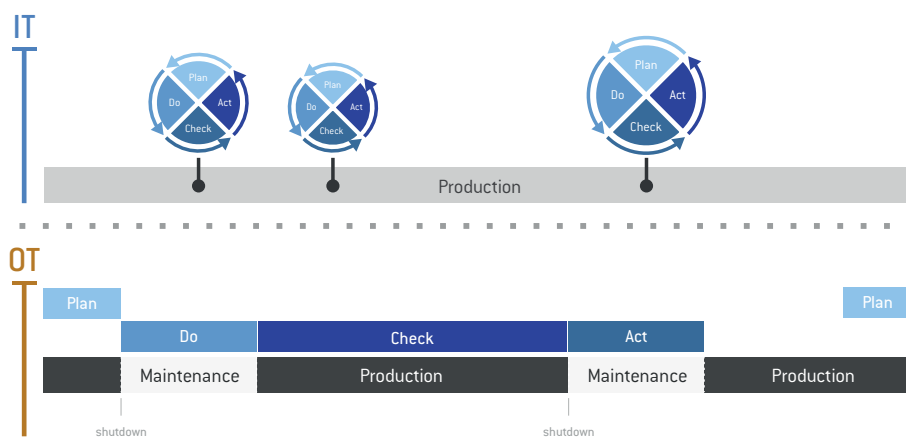 IT
Plan
Do
Act
Check
Plan
Do
Act
Check
Plan
Do
Act
Check
Production
OT
Plan
Plan
Do
Check
Act
Maintenance
Production
Maintenance
Production
shutdown
shutdown